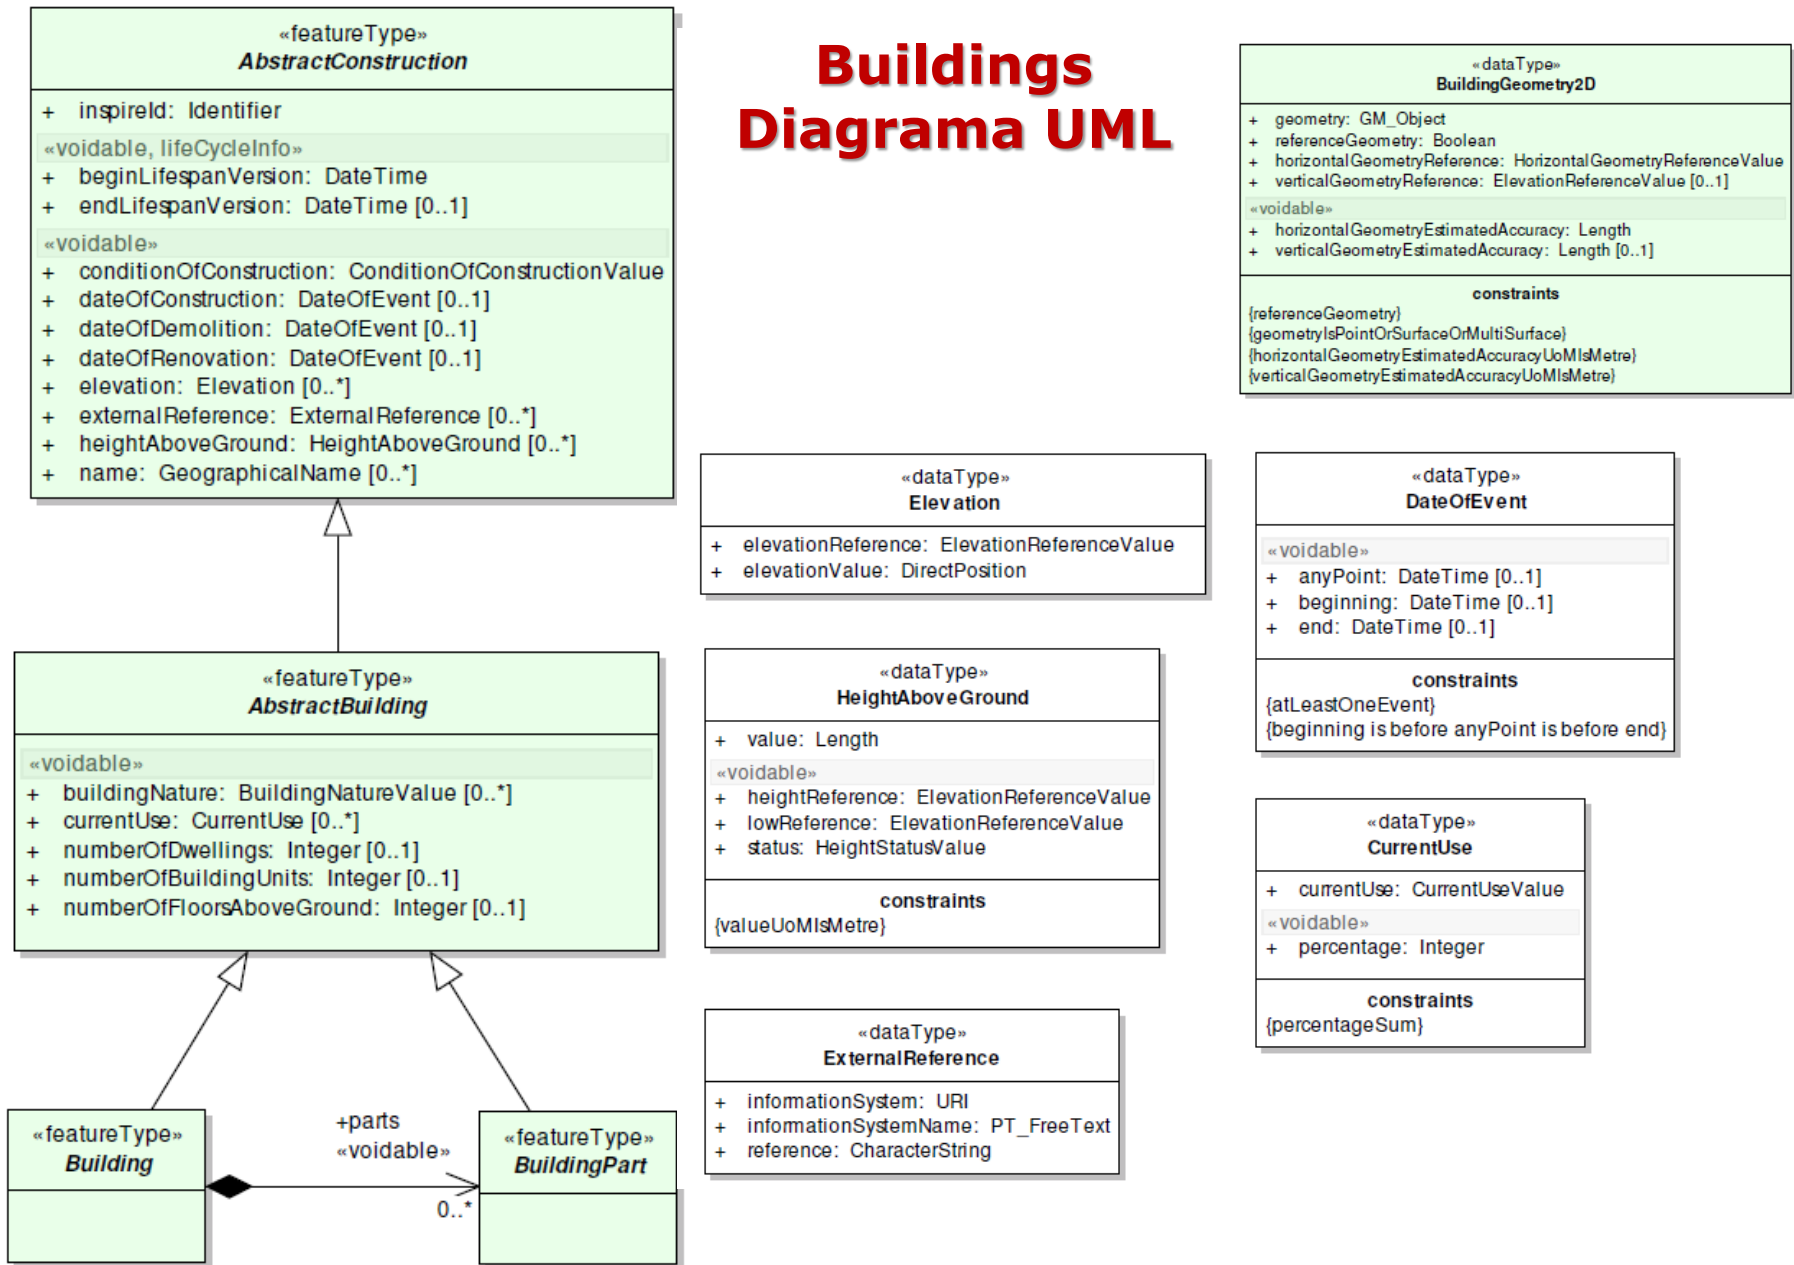 Buildings
Diagrama UML
«featureType»
AbstractConstruction
+ inspireId: Identifier
«voidable, lifeCycleInfo»
+ beginLifespanVersion: DateTime
+ endLifespanVersion: DateTime [0..1]
«voidable»
+ conditionOfConstruction: ConditionOfConstructionValue
+ dateOfConstruction: DateOfEvent [0..1]
+ dateOfDemolition: DateOfEvent [0..1]
+ dateOfRenovation: DateOfEvent [0..1]
+ elevation: Elevation [0..*]
+ externalReference: ExternalReference [0..*]
+ heightAboveGround: HeightAboveGround [0..*]
+ name: GeographicalName [0..*]
«dataType»
BuildingGeometry2D
+ geometry: GM_Object
+ referenceGeometry: Boolean
+ horizontalGeometryReference: HorizontalGeometryReferenceValue
+ verticalGeometryReference: ElevationReferenceValue [0..1]
«voidable»
+ horizontalGeometryEstimatedAccuracy: Length
+ verticalGeometryEstimatedAccuracy: Length [0..1]
constraints
{referenceGeometry}
{geometryIsPointOrSurfaceOrMultiSurface}
{horizontalGeometryEstimatedAccuracyUoMIsMetre}
{verticalGeometryEstimatedAccuracyUoMIsMetre}
«dataType»
Elevation
+ elevationReference: ElevationReferenceValue
+ elevationValue: DirectPosition
«dataType»
DateOfEvent
«voidable»
+ anyPoint: DateTime [0..1]
+ beginning: DateTime [0..1]
+ end: DateTime [0..1]
constraints
{atLeastOneEvent}
{beginning is before anyPoint is before end}
«featureType»
AbstractBuilding
«voidable»
+ buildingNature: BuildingNatureValue [0..*]
+ currentUse: CurrentUse [0..*]
+ numberOfDwellings: Integer [0..1]
+ numberOfBuildingUnits: Integer [0..1]
+ numberOfFloorsAboveGround: Integer [0..1]
«dataType»
HeightAboveGround
+ value: Length
«voidable»
+ heightReference: ElevationReferenceValue
+ lowReference: ElevationReferenceValue
+ status: HeightStatusValue
constraints
{valueUoMIsMetre}
«dataType»
CurrentUse
+ currentUse: CurrentUseValue
«voidable»
+ percentage: Integer
constraints
{percentageSum}
«dataType»
ExternalReference
+ informationSystem: URI
+ informationSystemName: PT_FreeText
+ reference: CharacterString
«featureType»
Building
+parts
«voidable»
0..*
«featureType»
BuildingPart